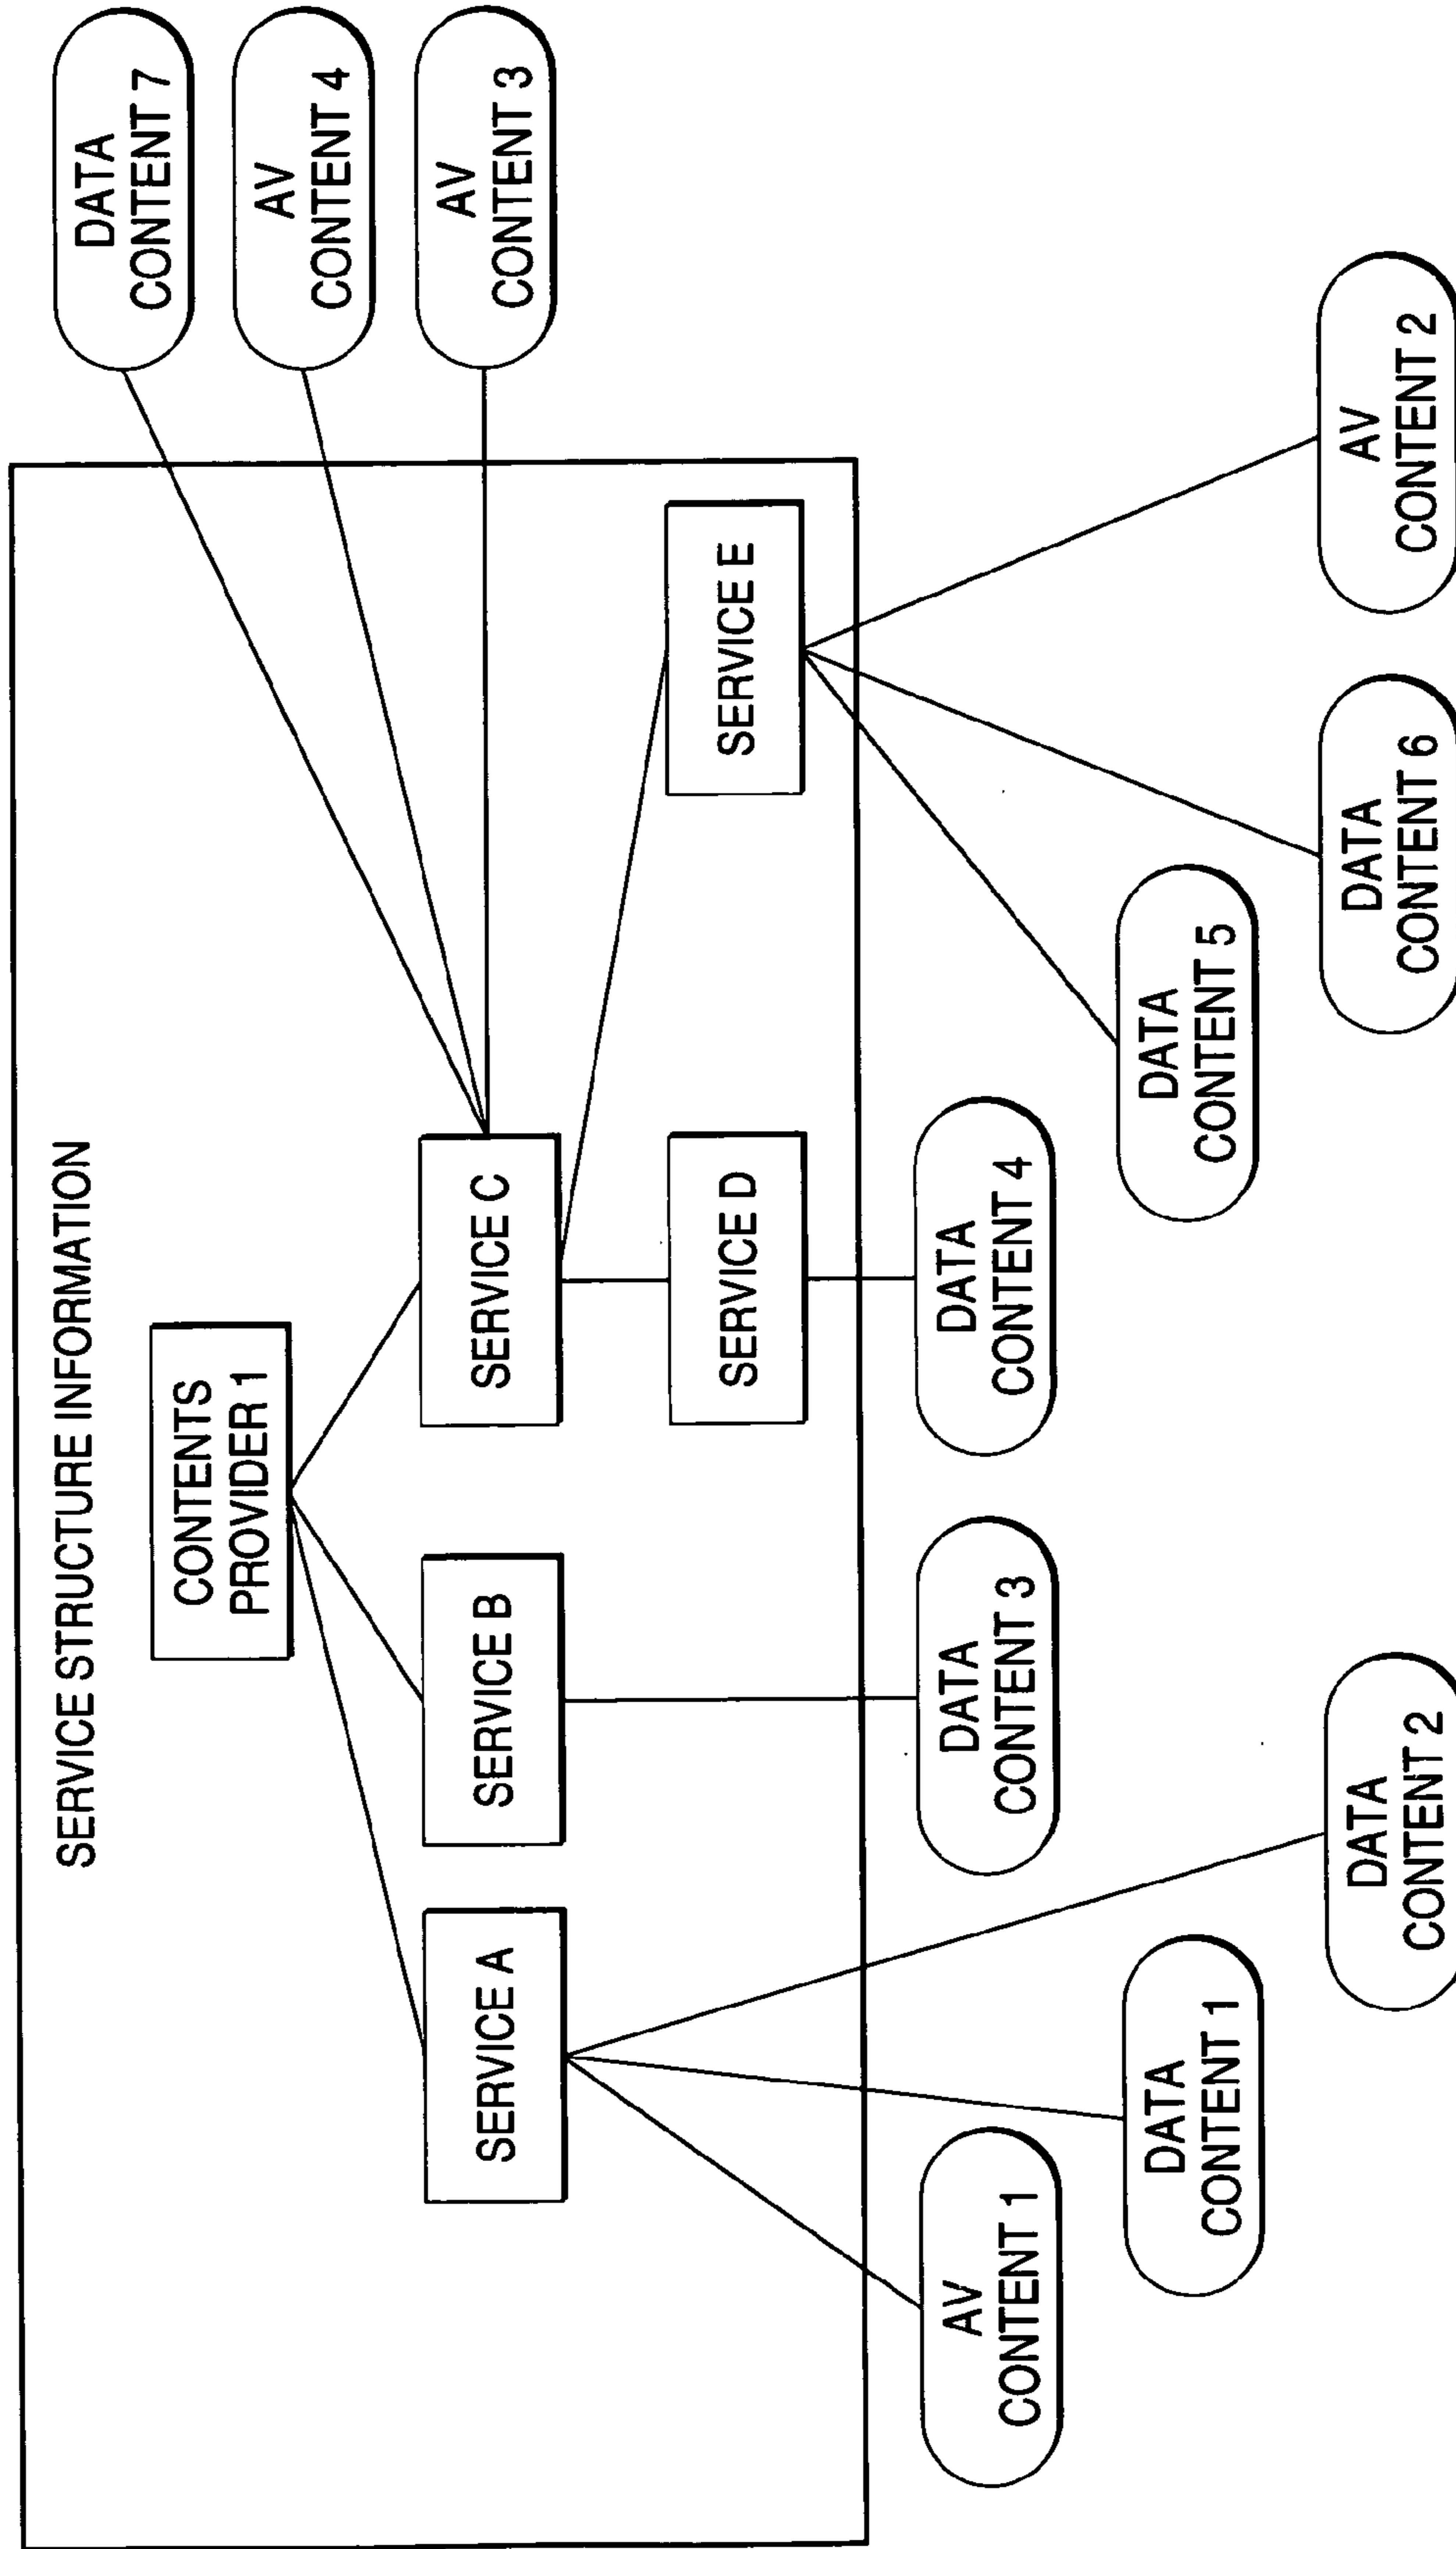 SERVICE STRUCTURE INFORMATION
CONTENTS
PROVIDER 1
SERVICE A
SERVICE B
SERVICE C
SERVICE D
SERVICE E
DATA
CONTENT 7
AV
CONTENT 4
AV
CONTENT 3
AV
CONTENT 1
DATA
CONTENT 1
DATA
CONTENT 2
DATA
CONTENT 3
DATA
CONTENT 4
DATA
CONTENT 5
DATA
CONTENT 6
AV
CONTENT 2